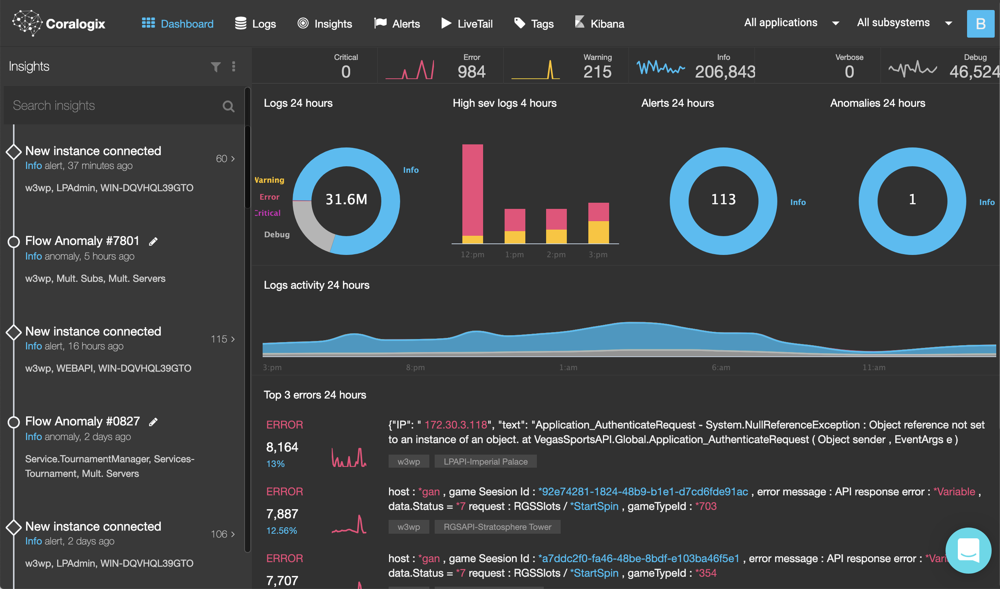 Coralogix
Dashboard
Logs
Insights
Alerts
LiveTail
Tags
Kibana
All applications
All subsystems
B
Insights
Search insights
New instance connected
Info alert, 37 minutes ago
60
w3wp, LPAdmin, WIN-DQVHQL39GTO
Flow Anomaly #7801
Info anomaly, 5 hours ago
w3wp, Mult. Subs, Mult. Servers
New instance connected
Info alert, 16 hours ago
115
w3wp, WEBAPI, WIN-DQVHQL39GTO
Flow Anomaly #0827
Info anomaly, 2 days ago
Service.TournamentManager, Services-
Tournament, Mult. Servers
New instance connected
Info alert, 2 days ago
106
w3wp, LPAdmin, WIN-DQVHQL39GTO
Critical
0
Error
984
Warning
215
Info
206,843
Verbose
0
Debug
46,524
Logs 24 hours
Info
Warning
Error
Critical
Debug
31.6M
High sev logs 4 hours
12:pm
1:pm
2:pm
3:pm
Alerts 24 hours
113
Info
Anomalies 24 hours
1
Info
Logs activity 24 hours
3:pm
8:pm
1:am
6:am
11:am
Top 3 errors 24 hours
ERROR
8,164
13%
{"IP": " 172.30.3.118", "text": "Application_AuthenticateRequest - System.NullReferenceException : Object reference not set
to an instance of an object. at VegasSportsAPI.Global.Application_AuthenticateRequest ( Object sender , EventArgs e )
w3wp
LPAPI-Imperial Palace
ERROR
7,887
12.56%
host : *gan , game Seesion Id : *92e74281-1824-48b9-b1e1-d7cd6fde91ac , error message : API response error : *Variable ,
data.Status = *7 request : RGSSlots / *StartSpin , gameTypeId : *703
w3wp
RGSAPI-Stratosphere Tower
ERROR
7,707
host : *gan , game Seesion Id : *a7ddc2f0-fa46-48be-8bdf-e103ba46f5e1 , error message : API response error : *Vari
data.Status = *7 request : RGSSlots / *StartSpin , gameTypeId : *354